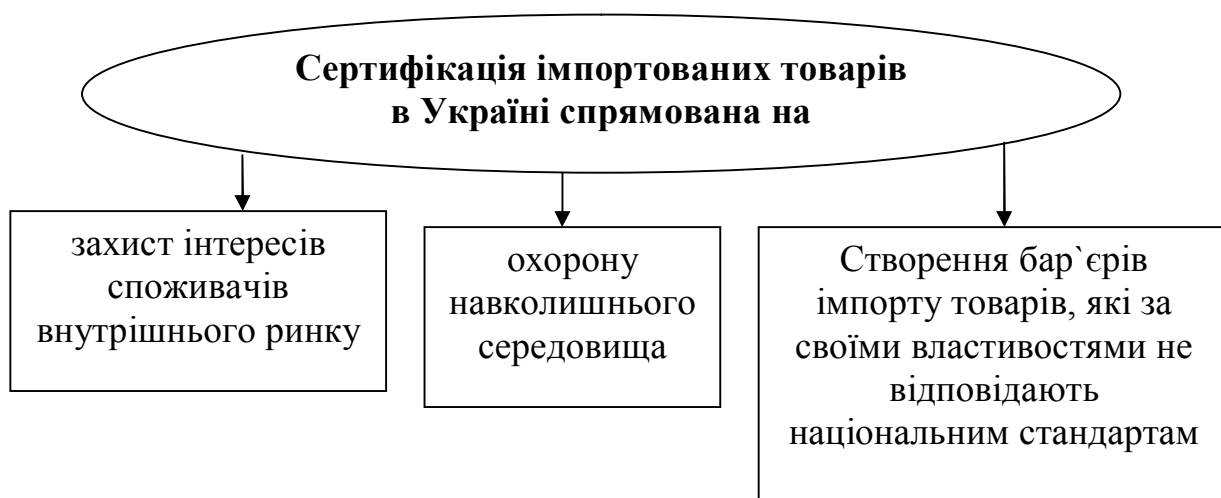 Сертифікація імпортованих товарів
в Україні спрямована на
захист інтересів
споживачів
внутрішнього ринку
охорону
навколишнього
середовища
Створення бар`єрів
імпорту товарів, які за
своїми властивостями не
відповідають
національним стандартам